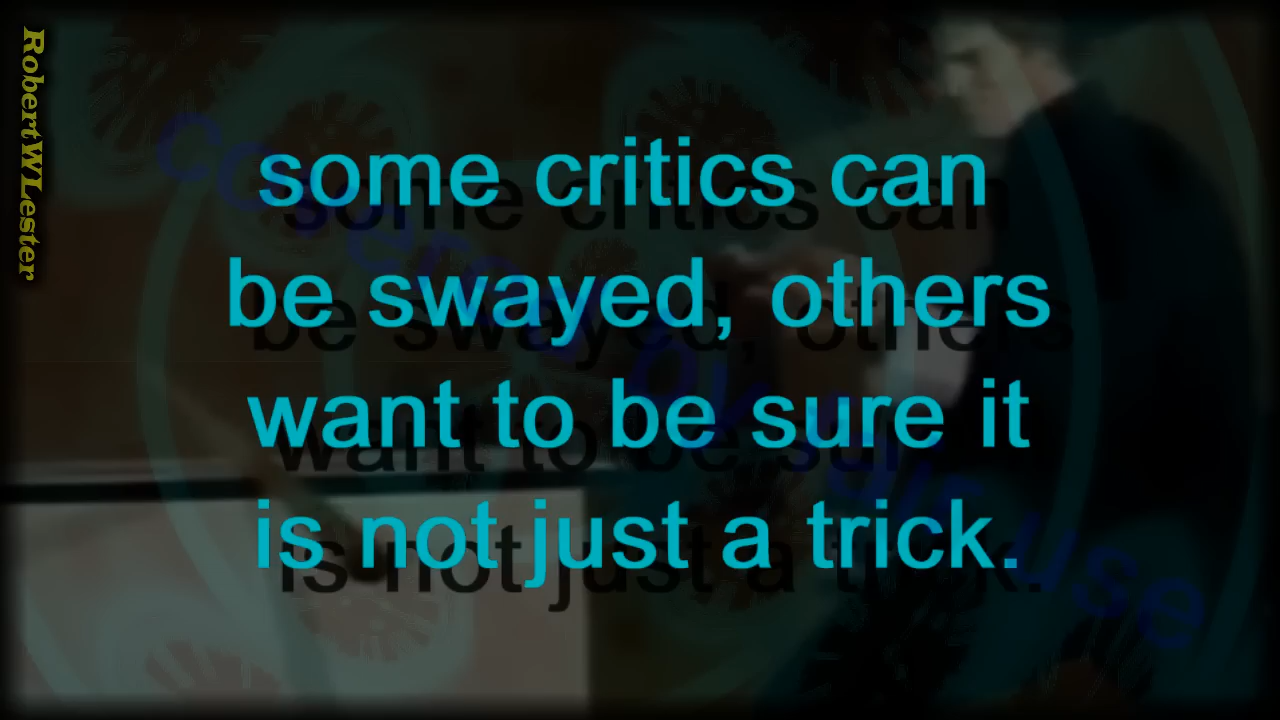 RobertWLester
some critics can
be swayed, others
want to be sure it
is not just a trick.